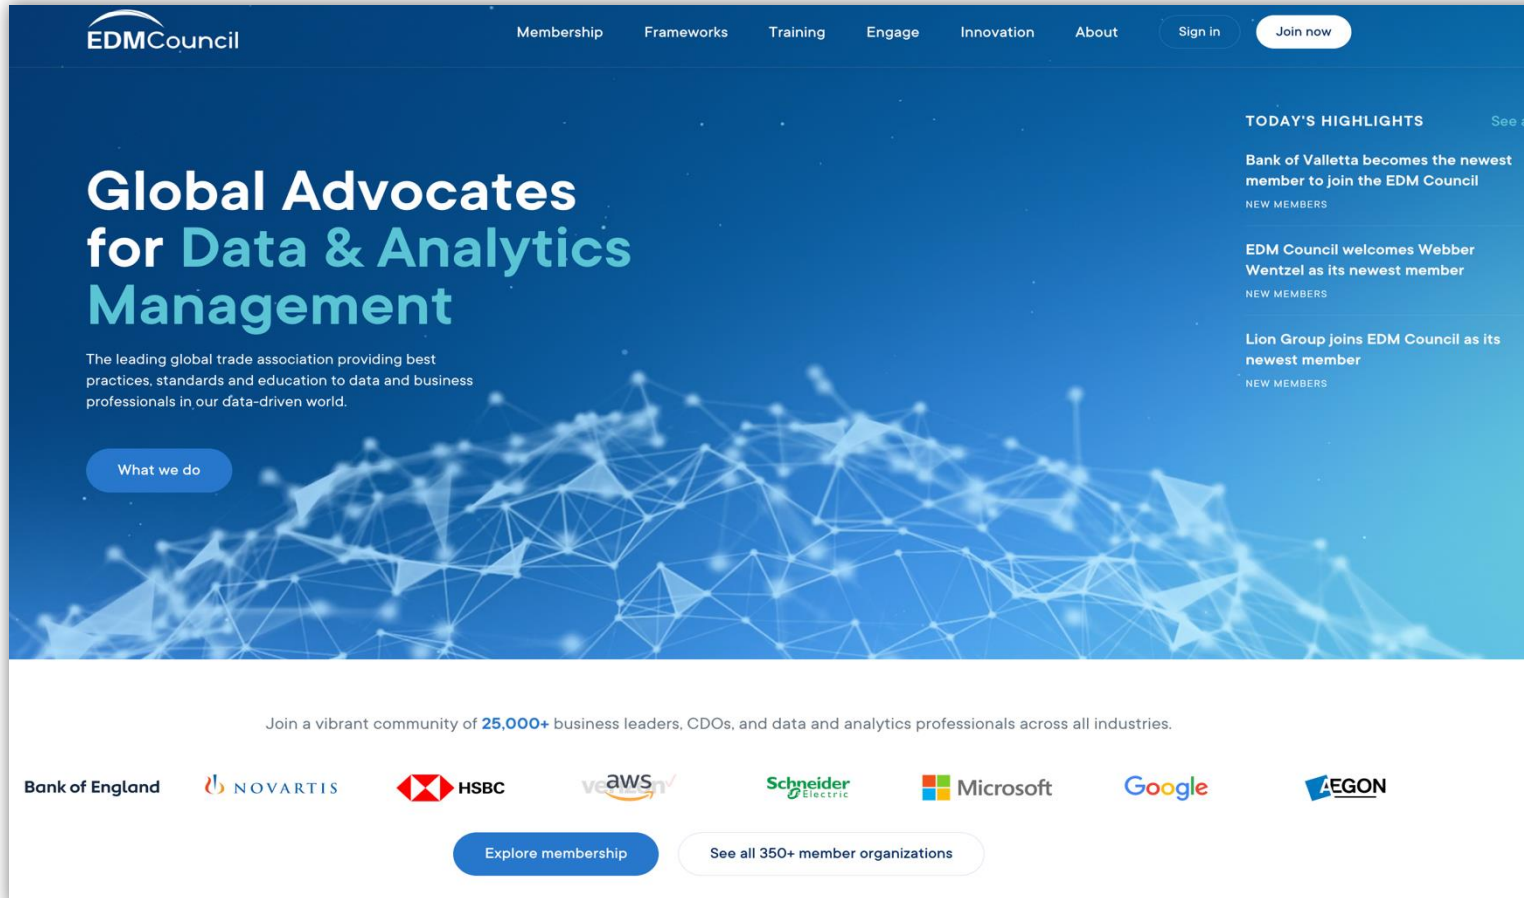 EDMCouncil
Membership Frameworks Training Engage Innovation About Sign in Join now
Global Advocates
for Data & Analytics
Management
The leading global trade association providing best
practices, standards and education to data and business
professionals in our data-driven world.
What we do
TODAY'S HIGHLIGHTS See a
Bank of Valletta becomes the newest
member to join the EDM Council
NEW MEMBERS
EDM Council welcomes Webber
Wentzel as its newest member
NEW MEMBERS
Lion Group joins EDM Council as its
newest member
NEW MEMBERS
Join a vibrant community of 25,000+ business leaders, CDOs, and data and analytics professionals across all industries.
Bank of England NOVARTIS HSBC aws verizon Schneider Electric Microsoft Google AEGON
Explore membership See all 350+ member organizations